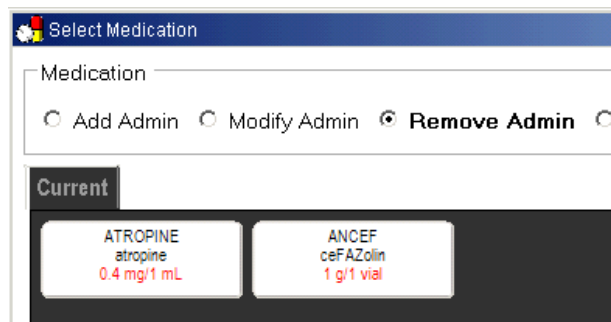 Select Medication
Medication
Add Admin Modify Admin Remove Admin
Current
ATROPINE
atropine
0.4 mg/1 mL
ANCEF
ceFAZolin
1 g/1 vial